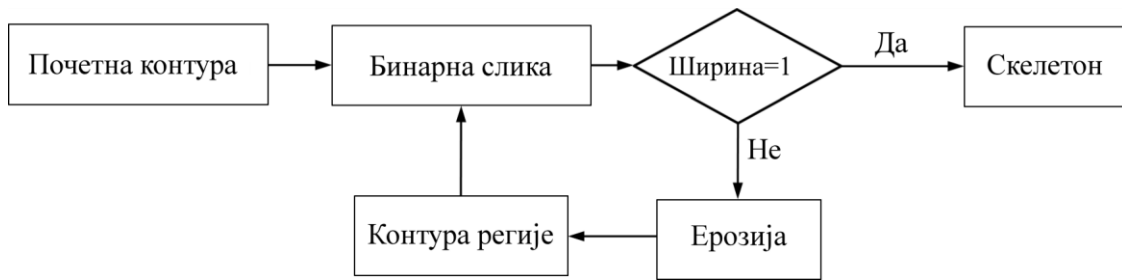 Почетна контура
Бинарна слика
Ширина=1
Да
Скелетон
Не
Контура регије
Ерозија